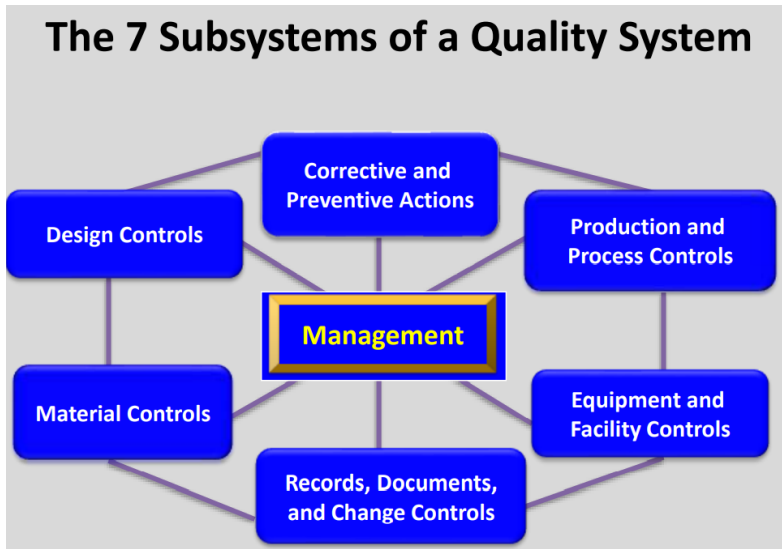 The 7 Subsystems of a Quality System
Corrective and
Preventive Actions
Design Controls
Production and
Process Controls
Management
Material Controls
Equipment and
Facility Controls
Records, Documents,
and Change Controls